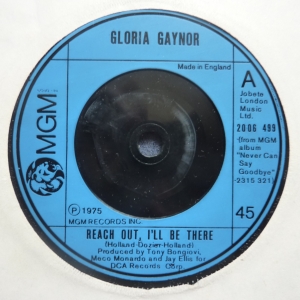 GLORIA GAYNOR
Made in England
A
Jobete
London
Music
Ltd.
2006 499
(from MGM
album
"Never Can
Say
Goodbye"
-2315 321)
MGM
Ⓟ 1975
MGM RECORDS INC.
45
REACH OUT, I'LL BE THERE
(Holland-Dozier-Holland)
Produced by Tony Bongiovi,
Meco Monardo and Jay Ellis for
DCA Records Corp.